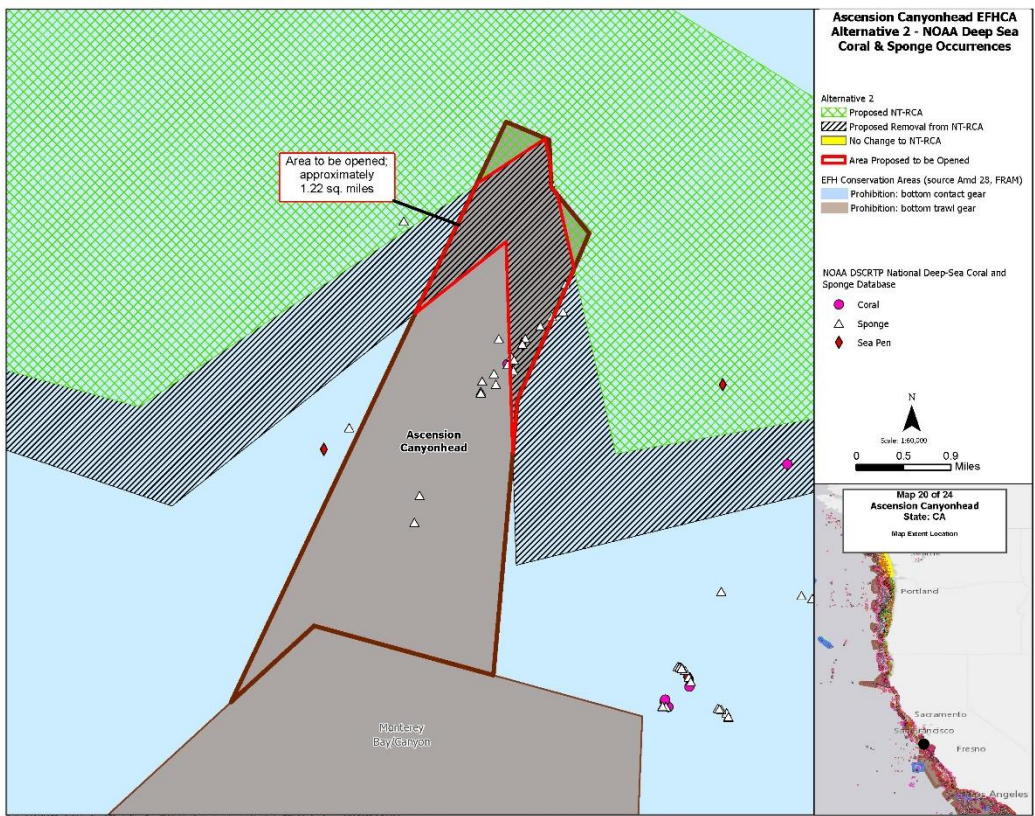 Ascension Canyonhead EFHCA
Alternative 2 - NOAA Deep Sea
Coral & Sponge Occurrences
Alternative 2
Proposed NT-RCA
Proposed Removal from NT-RCA
No Change to NT-RCA
Area Proposed to be Opened
EFH Conservation Areas (source Amd 28, FRAM)
Prohibition: bottom contact gear
Prohibition: bottom trawl gear
NOAA DSCRTP National Deep-Sea Coral and
Sponge Database
Coral
Sponge
Sea Pen
N
Scale: 1:60,000
0 0.5 0.9
Miles
Area to be opened;
approximately
1.22 sq. miles
Ascension
Canyonhead
Monterey
Bay/Canyon
Map 20 of 24
Ascension Canyonhead
State: CA
Map Extent Location
Portland
Sacramento
San Francisco
Fresno
Los Angeles